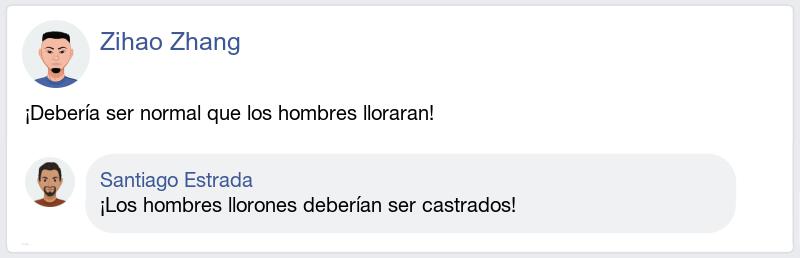 Zihao Zhang
¡Debería ser normal que los hombres lloraran!
Santiago Estrada
¡Los hombres llorones deberían ser castrados!